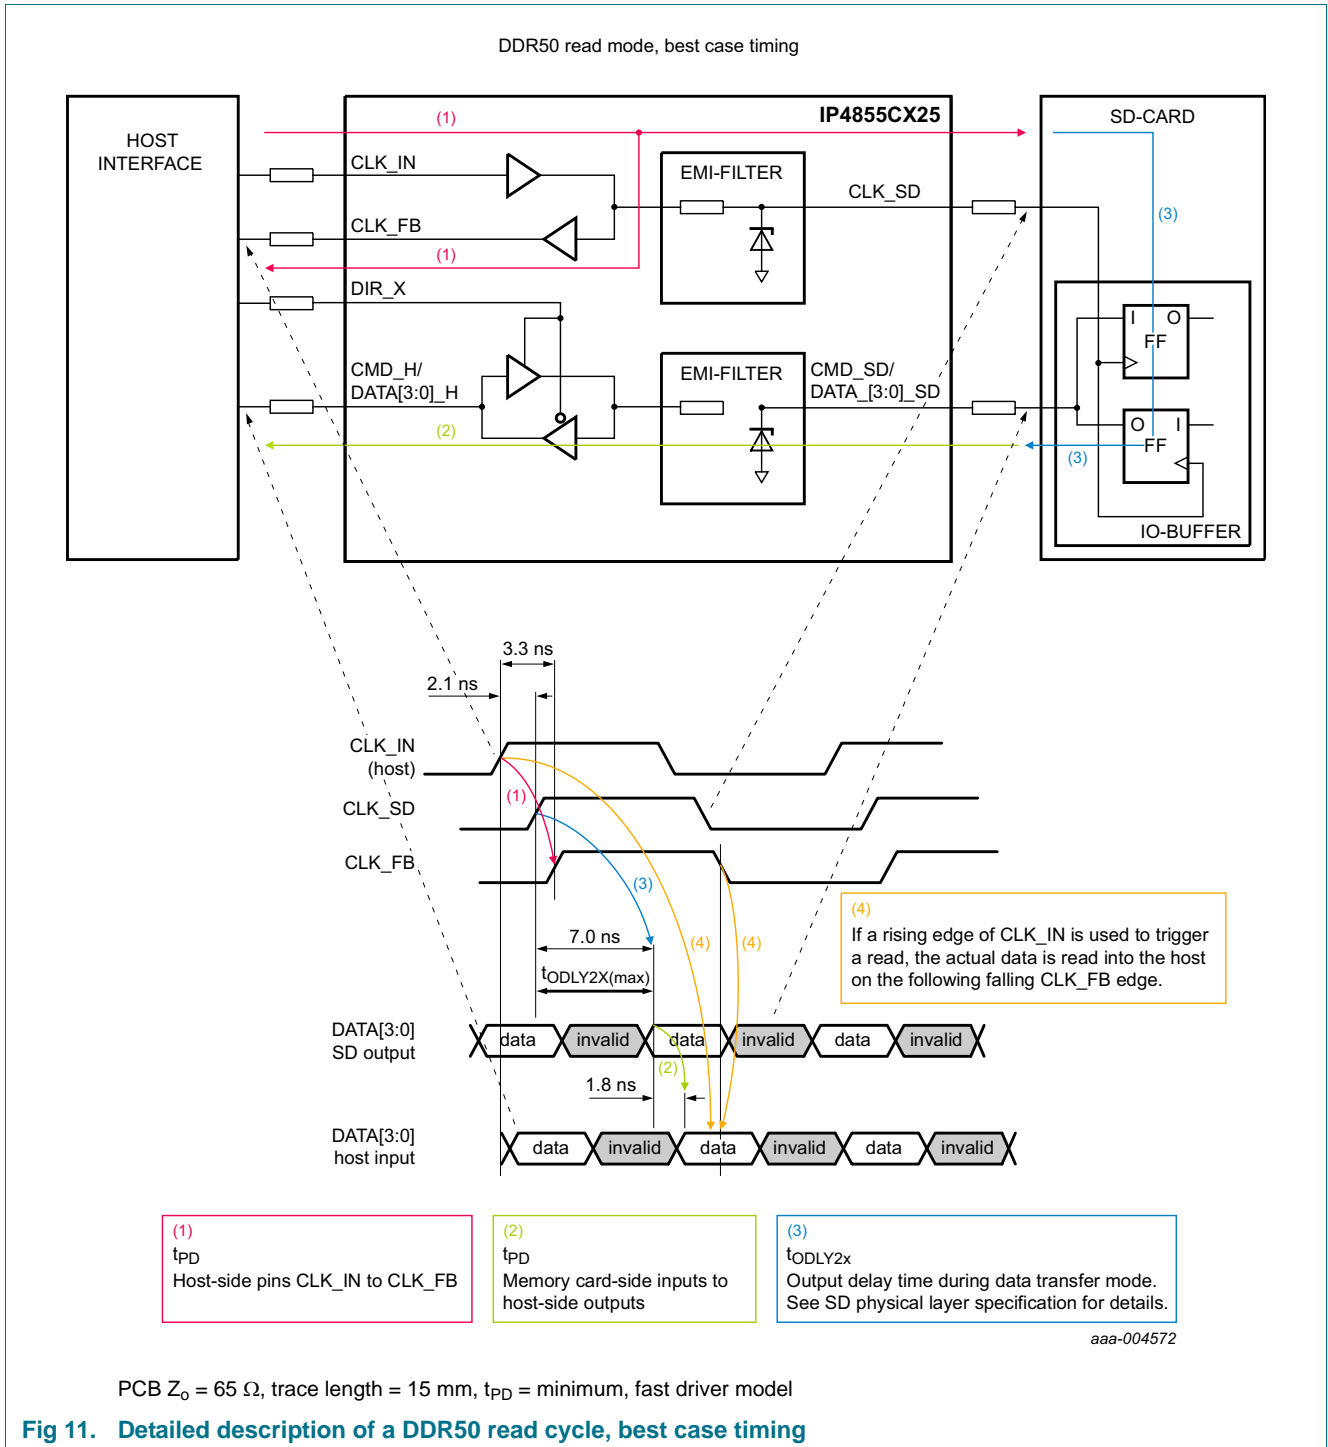 DDR50 read mode, best case timing
HOST
INTERFACE
IP4855CX25
SD-CARD
(1)
CLK_IN
EMI-FILTER
CLK_SD
(3)
CLK_FB
(1)
DIR_X
I O
FF
CMD_H/
DATA[3:0]_H
EMI-FILTER
CMD_SD/
DATA_[3:0]_SD
(2)
O I
FF
(3)
IO-BUFFER
3.3 ns
2.1 ns
CLK_IN
(host)
(1)
CLK_SD
CLK_FB
(3)
(4)
(4)
7.0 ns
tODLY2X(max)
(4)
If a rising edge of CLK_IN is used to trigger
a read, the actual data is read into the host
on the following falling CLK_FB edge.
DATA[3:0]
SD output
data invalid data invalid data invalid
(2)
1.8 ns
DATA[3:0]
host input
data invalid data invalid data invalid
(1)
tPD
Host-side pins CLK_IN to CLK_FB
(2)
tPD
Memory card-side inputs to
host-side outputs
(3)
tODLY2x
Output delay time during data transfer mode.
See SD physical layer specification for details.
aaa-004572
PCB Zo = 65 Ω, trace length = 15 mm, tPD = minimum, fast driver model
Fig 11. Detailed description of a DDR50 read cycle, best case timing